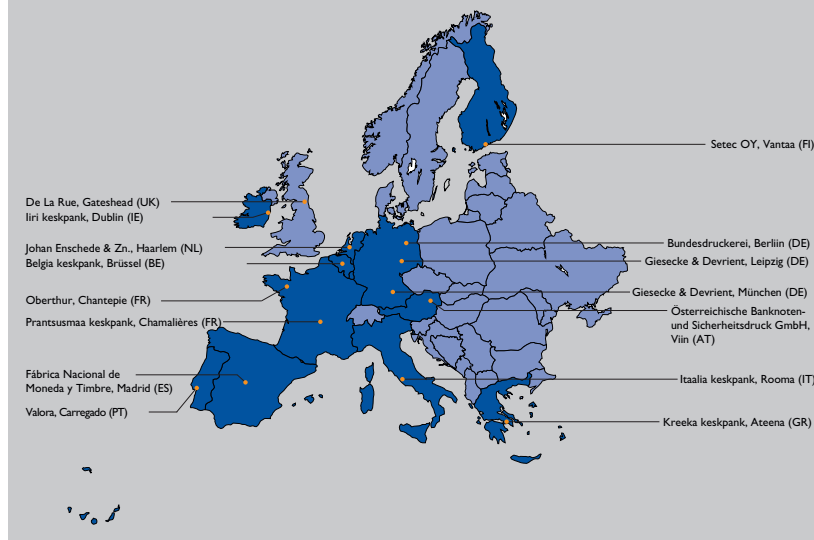 Setec OY, Vantaa (FI)
De La Rue, Gateshead (UK)
Iiri keskpank, Dublin (IE)
Johan Enschede & Zn., Haarlem (NL)
Belgia keskpank, Brüssel (BE)
Oberthur, Chantepie (FR)
Prantsusmaa keskpank, Chamalières (FR)
Fábrica Nacional de
Moneda y Timbre, Madrid (ES)
Valora, Carregado (PT)
Bundesdruckerei, Berliin (DE)
Giesecke & Devrient, Leipzig (DE)
Giesecke & Devrient, München (DE)
Österreichische Banknoten-
und Sicherheitsdruck GmbH,
Viin (AT)
Itaalia keskpank, Rooma (IT)
Kreeka keskpank, Ateena (GR)